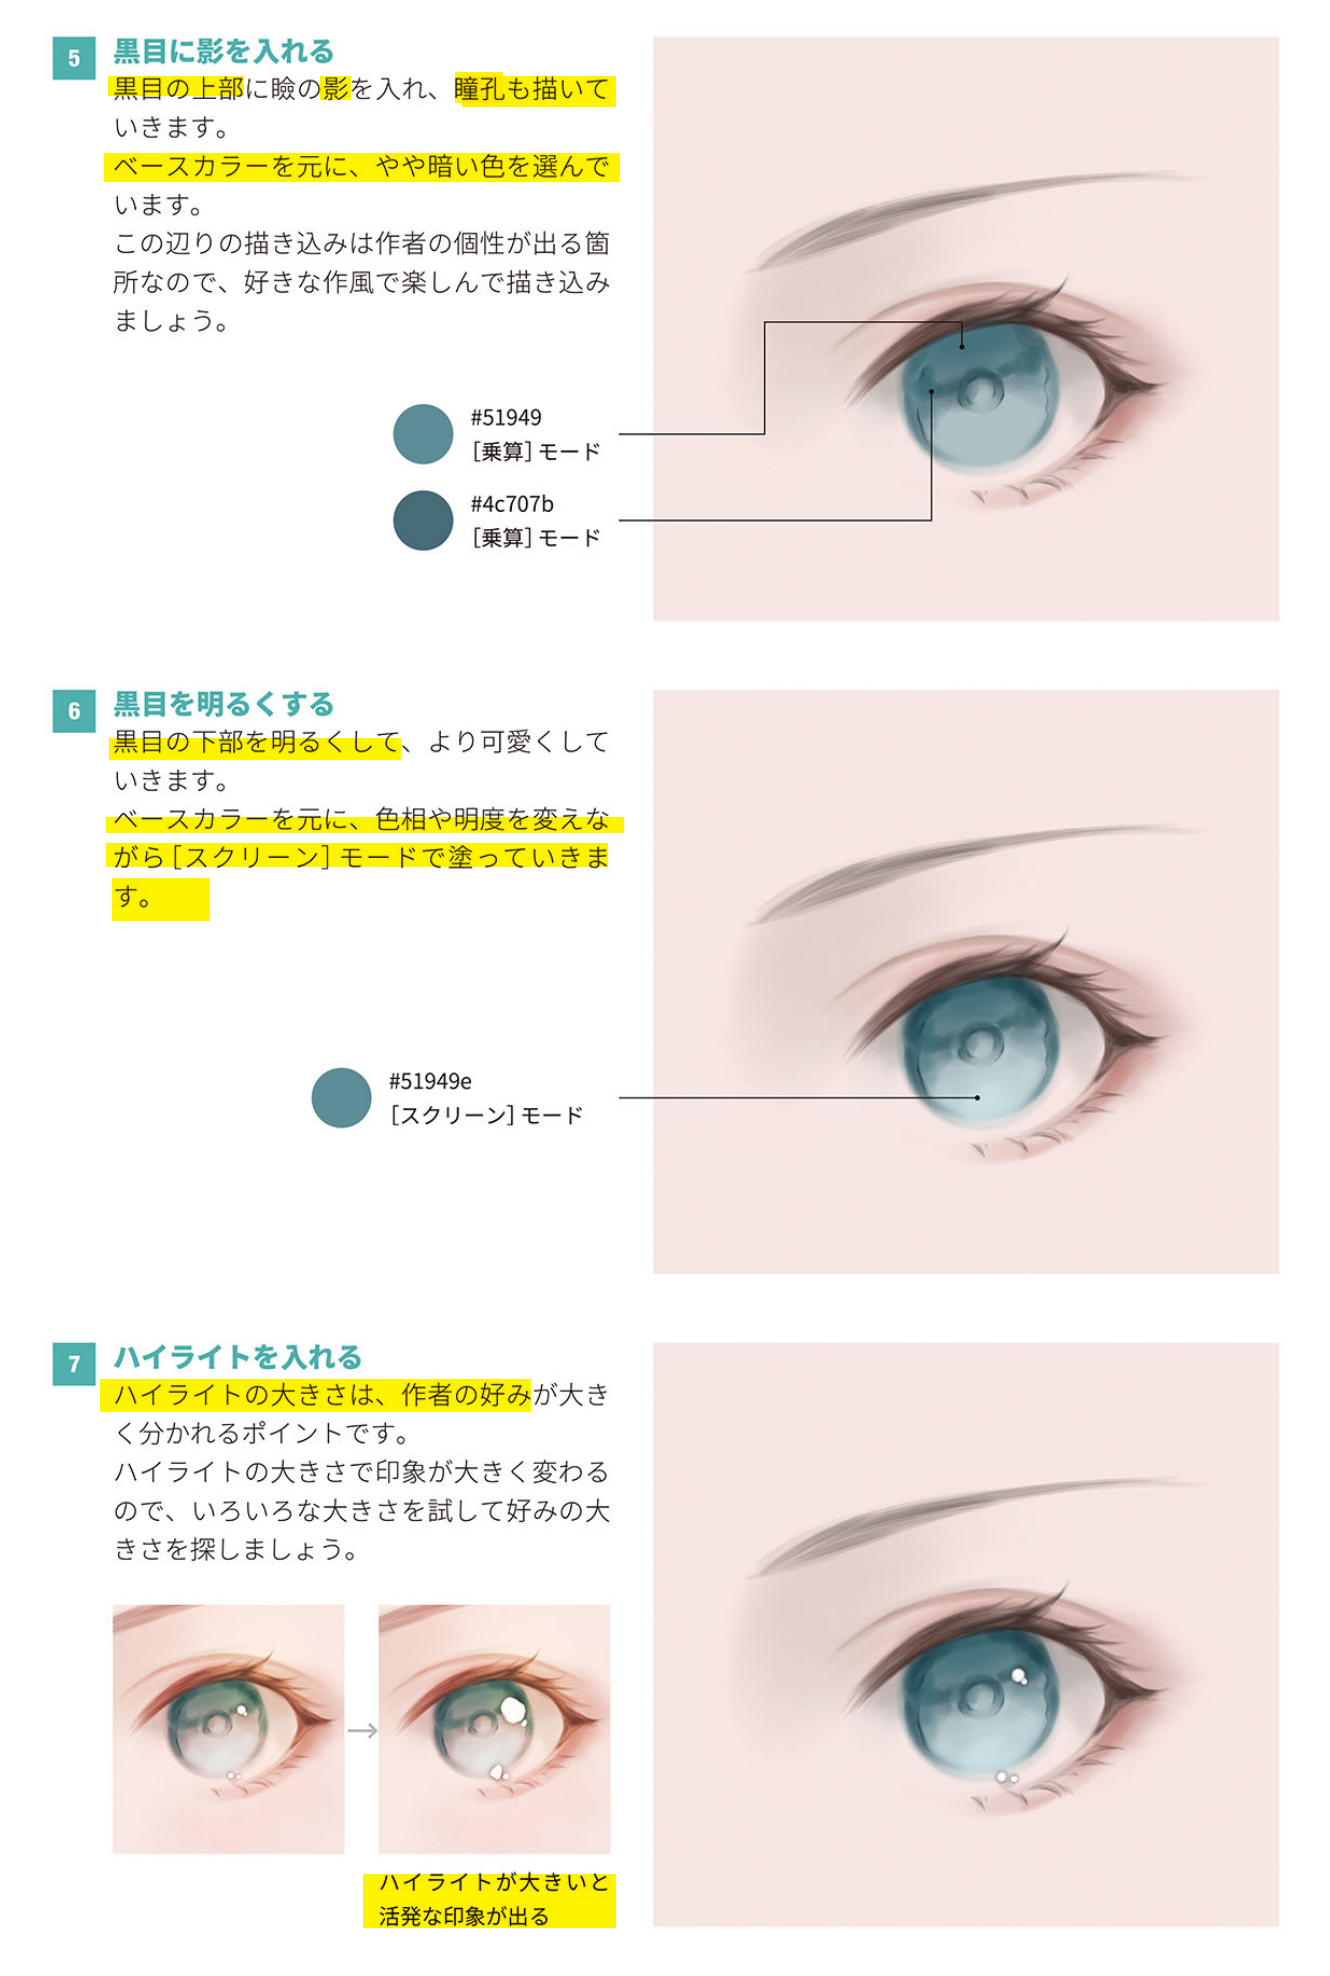 5 黒目に影を入れる
黒目の上部に瞼の影を入れ、瞳孔も描いて
いきます。
ベースカラーを元に、やや暗い色を選んで
います。
この辺りの描き込みは作者の個性が出る箇
所なので、好きな作風で楽しんで描き込み
ましょう。
#51949
［乗算］モード
#4c707b
［乗算］モード
6 黒目を明るくする
黒目の下部を明るくして、より可愛くして
いきます。
ベースカラーを元に、色相や明度を変えな
がら［スクリーン］モードで塗っていきま
す。
#51949e
［スクリーン］モード
7 ハイライトを入れる
ハイライトの大きさは、作者の好みが大き
く分かれるポイントです。
ハイライトの大きさで印象が大きく変わる
ので、いろいろな大きさを試して好みの大
きさを探しましょう。
→
ハイライトが大きいと
活発な印象が出る